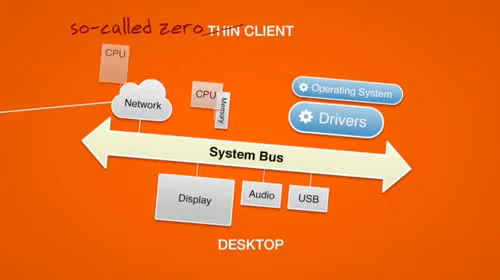 so-called zero THIN CLIENT
CPU
Network
CPU
Memory
Operating System
Drivers
System Bus
Display
Audio
USB
DESKTOP